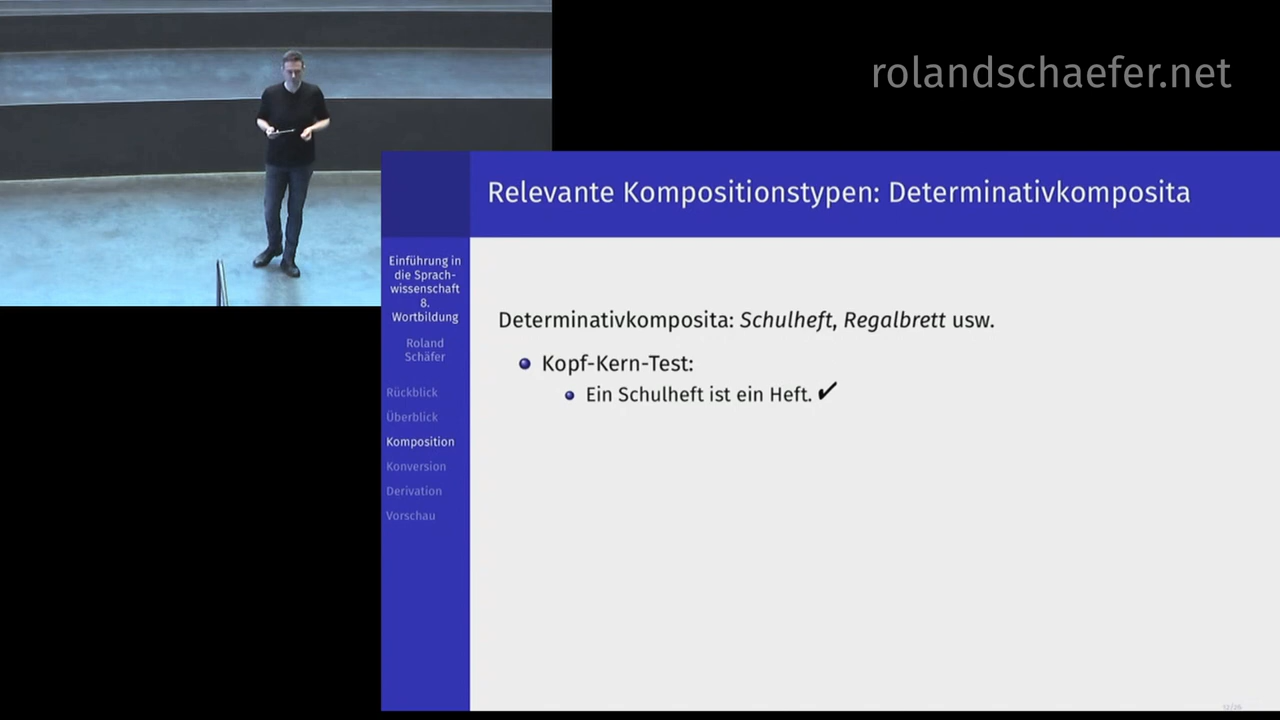 rolandschaefer.net
Relevante Kompositionstypen: Determinativkomposita
Einführung in
die Sprach-
wissenschaft
8.
Wortbildung
Roland
Schäfer
Rückblick
Überblick
Komposition
Konversion
Derivation
Vorschau
Determinativkomposita: Schulheft, Regalbrett usw.
Kopf-Kern-Test:
Ein Schulheft ist ein Heft. ✔